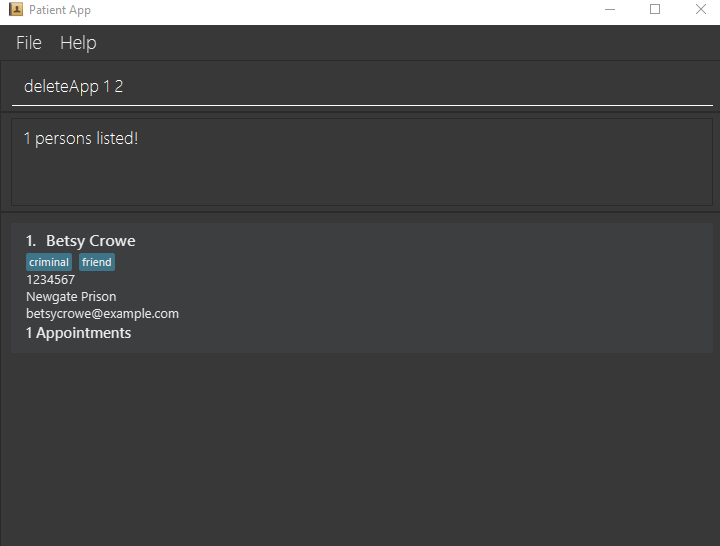 Patient App
File Help
deleteApp 1 2
1 persons listed!
1. Betsy Crowe
criminal friend
1234567
Newgate Prison
betsycrowe@example.com
1 Appointments